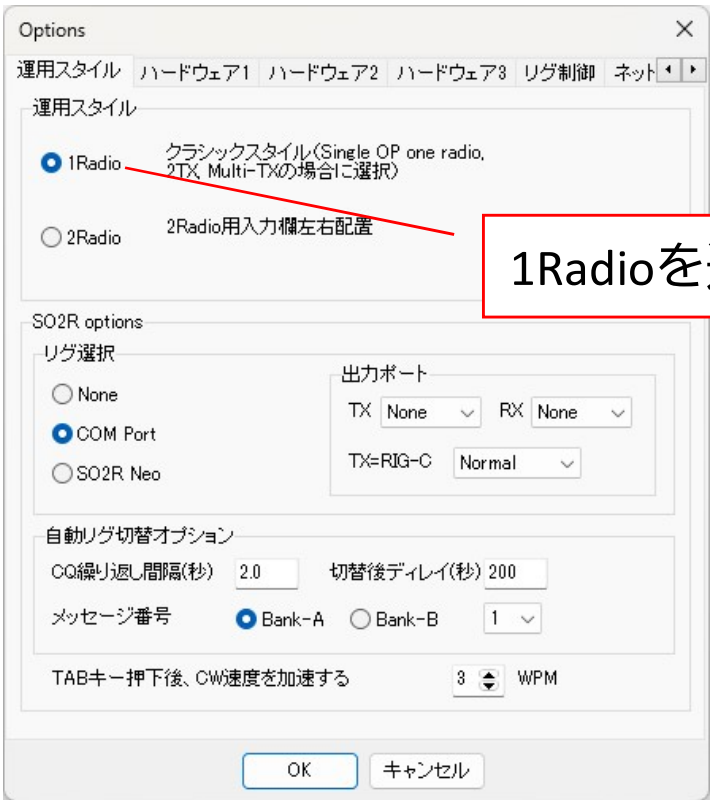 Options
運用スタイル ハードウェア1 ハードウェア2 ハードウェア3 リグ制御 ネット
運用スタイル
1Radio クラシックスタイル(Single OP one radio,
2TX, Multi-TXの場合に選択)
2Radio 2Radio用入力欄左右配置
1Radioを
SO2R options
リグ選択
None
COM Port
SO2R Neo
出力ポート
TX None RX None
TX=RIG-C Normal
自動リグ切替オプション
CQ繰り返し間隔(秒) 2.0 切替後ディレイ(秒) 200
メッセージ番号 Bank-A Bank-B 1
TABキー押下後、CW速度を加速する 3 WPM
OK キャンセル